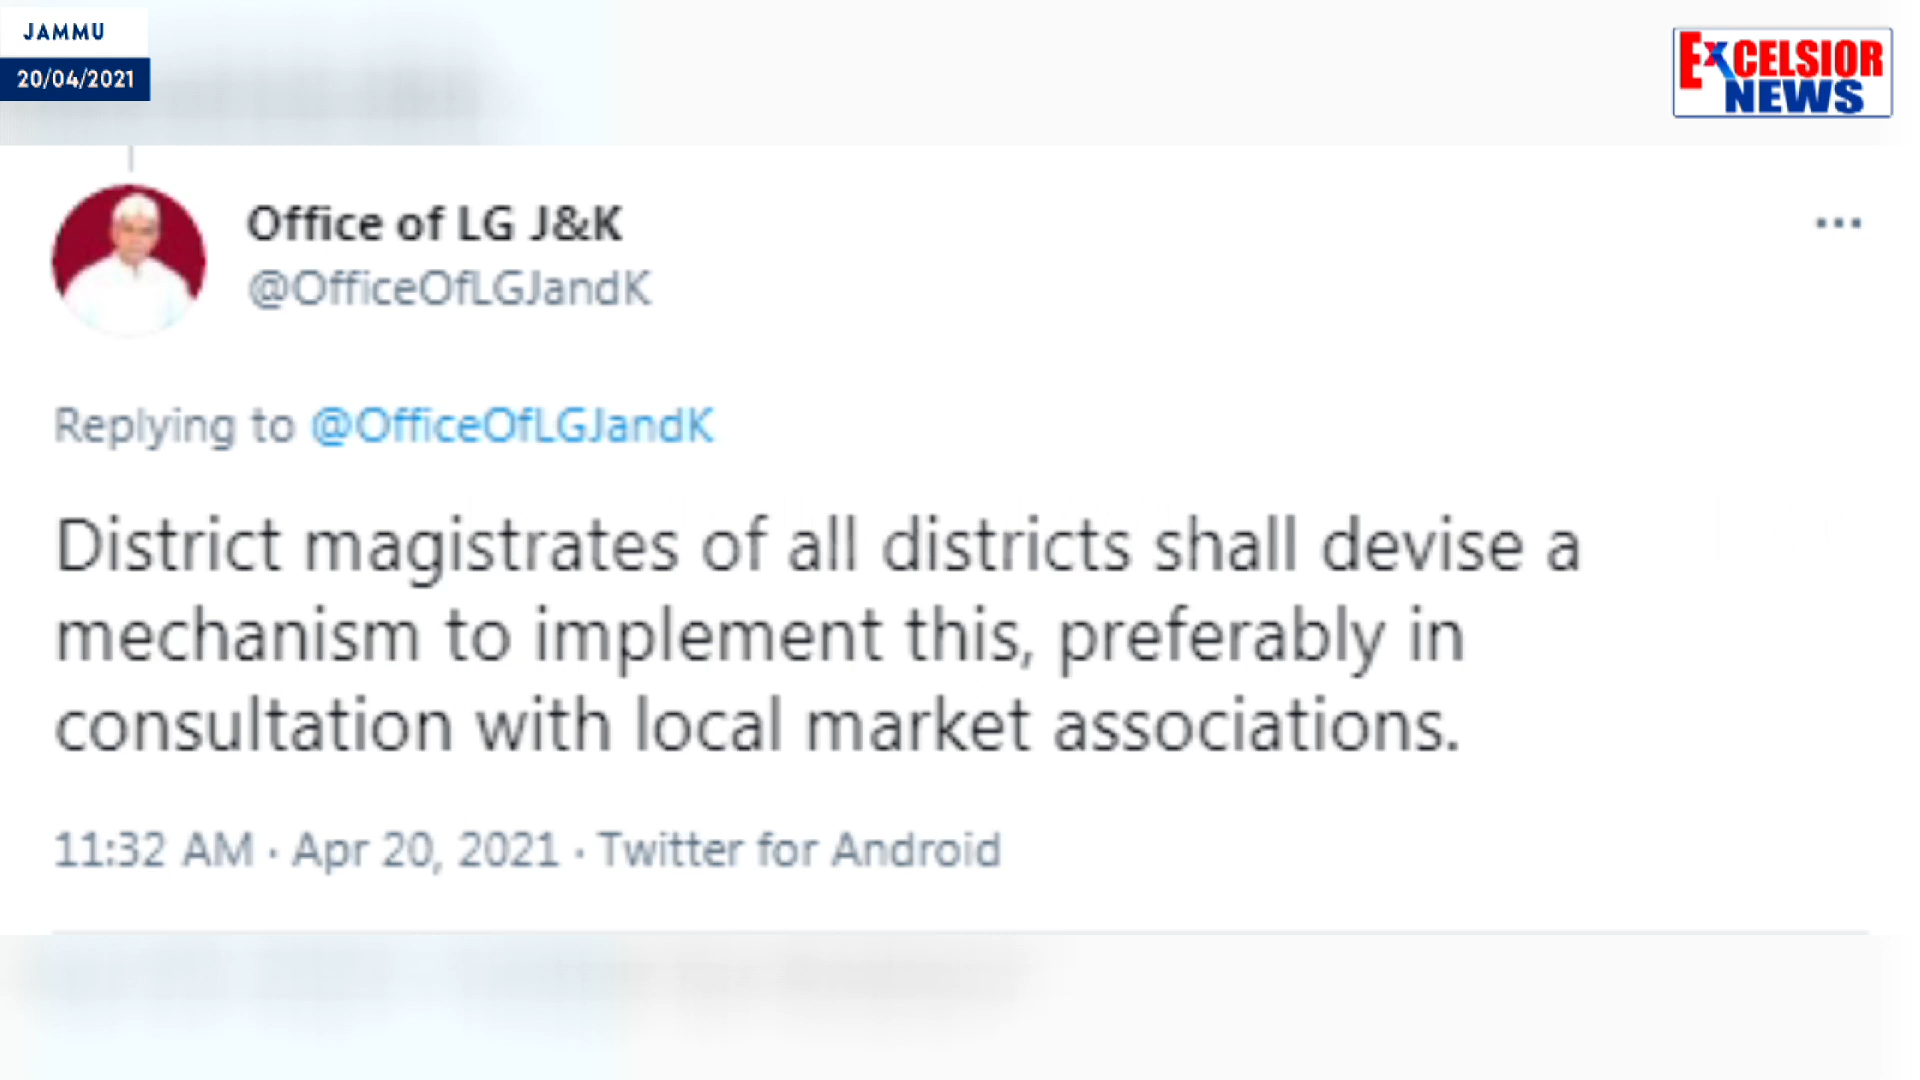 JAMMU
20/04/2021
EXCELSIOR
NEWS
Office of LG J&K
@OfficeOfLGJandK
Replying to @OfficeOfLGJandK
District magistrates of all districts shall devise a
mechanism to implement this, preferably in
consultation with local market associations.
11:32 AM · Apr 20, 2021 · Twitter for Android